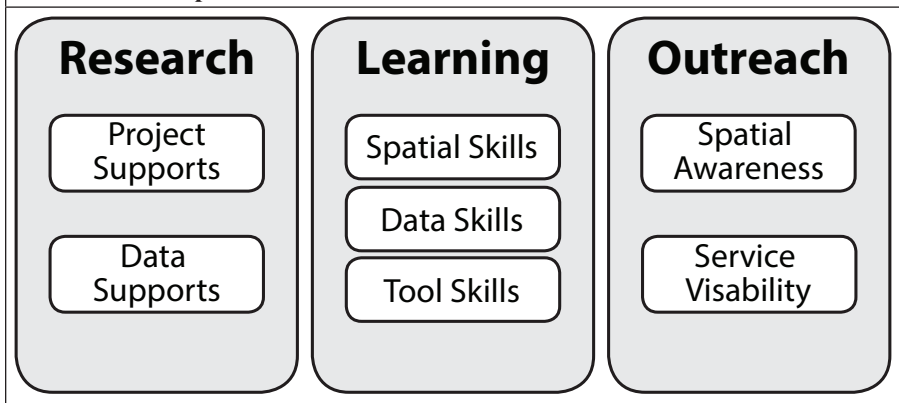 Research
Project
Supports
Data
Supports
Learning
Spatial Skills
Data Skills
Tool Skills
Outreach
Spatial
Awareness
Service
Visability